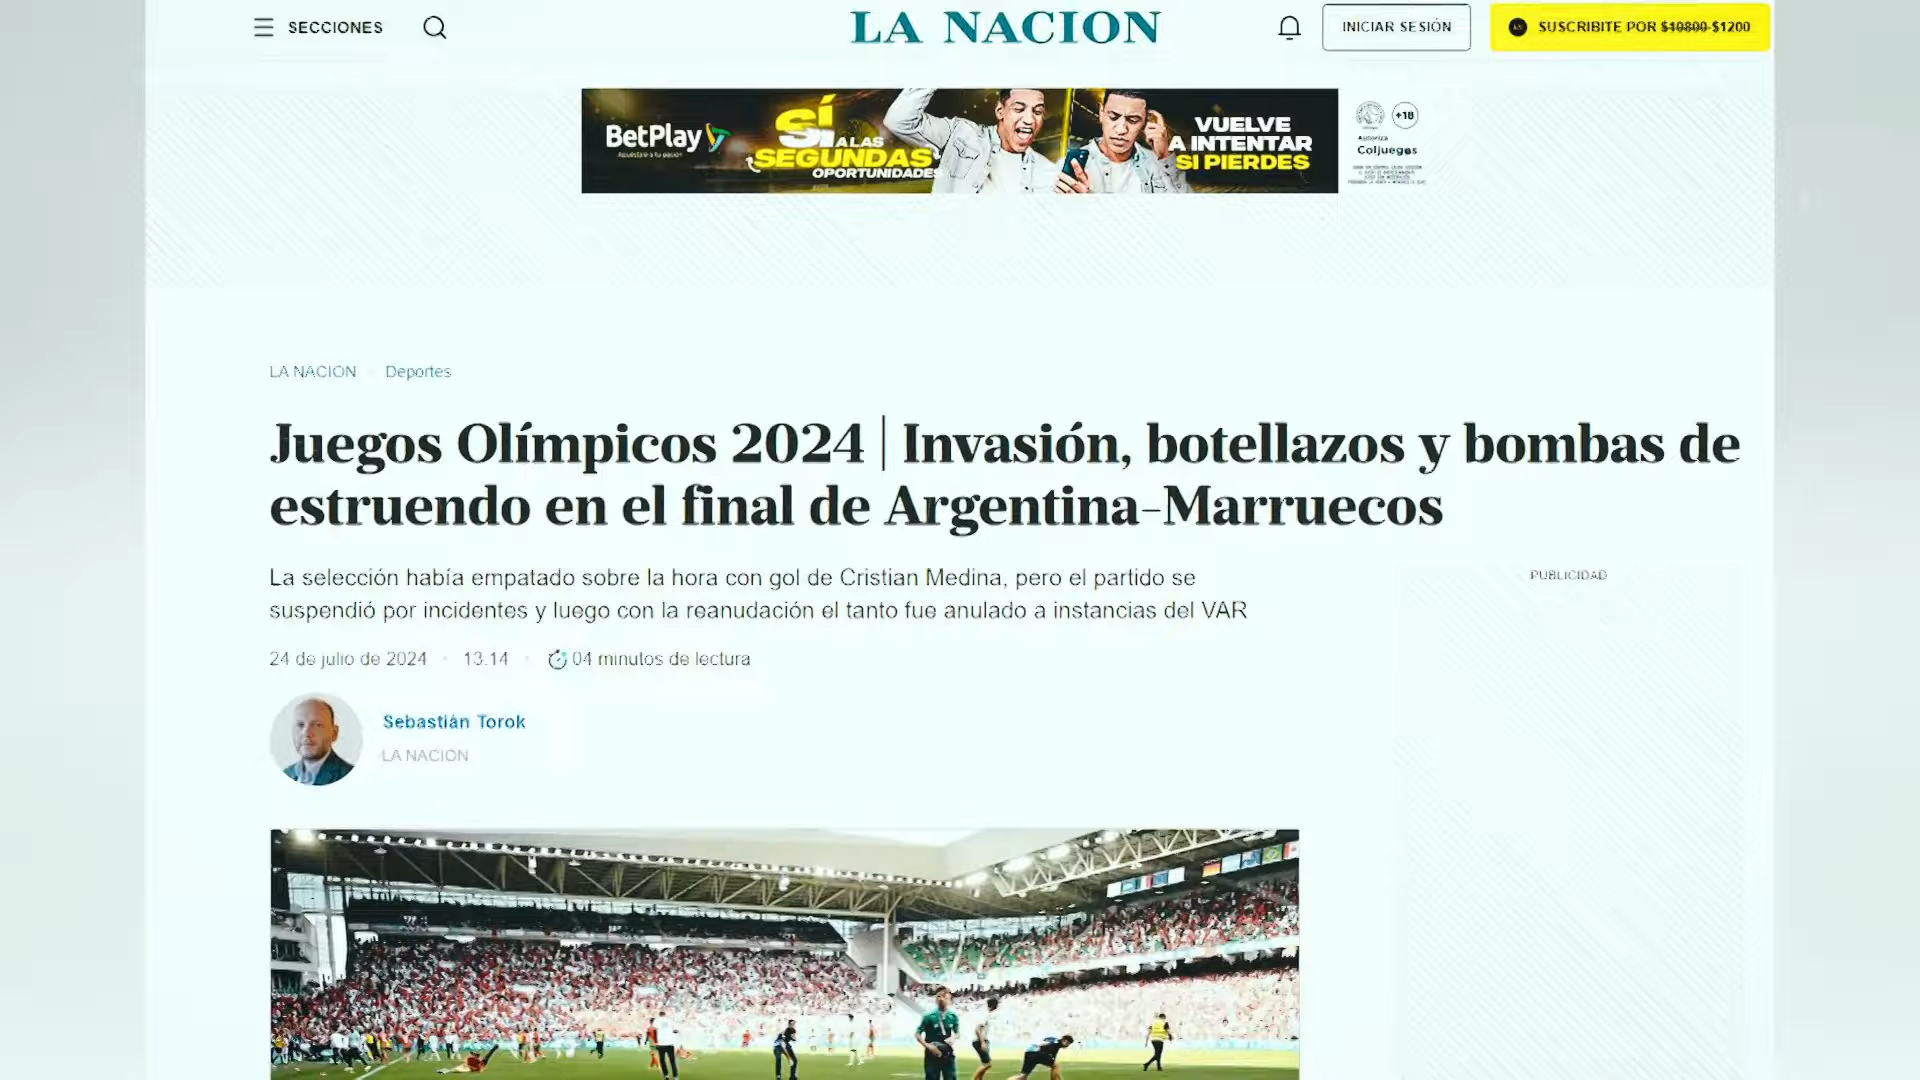 SECCIONES
LA NACION
INICIAR SESIÓN
SUSCRIBITE POR $10800 $1200
BetPlay
SÍ
A LAS
SEGUNDAS
OPORTUNIDADES
VUELVE
A INTENTAR
SI PIERDES
+18
Autoriza
Coljuegos
LA NACION
Deportes
Juegos Olímpicos 2024 | Invasión, botellazos y bombas de
estruendo en el final de Argentina-Marruecos
La selección había empatado sobre la hora con gol de Cristian Medina, pero el partido se
suspendió por incidentes y luego con la reanudación el tanto fue anulado a instancias del VAR
PUBLICIDAD
24 de julio de 2024 • 13.14 • 04 minutos de lectura
Sebastián Torok
LA NACION